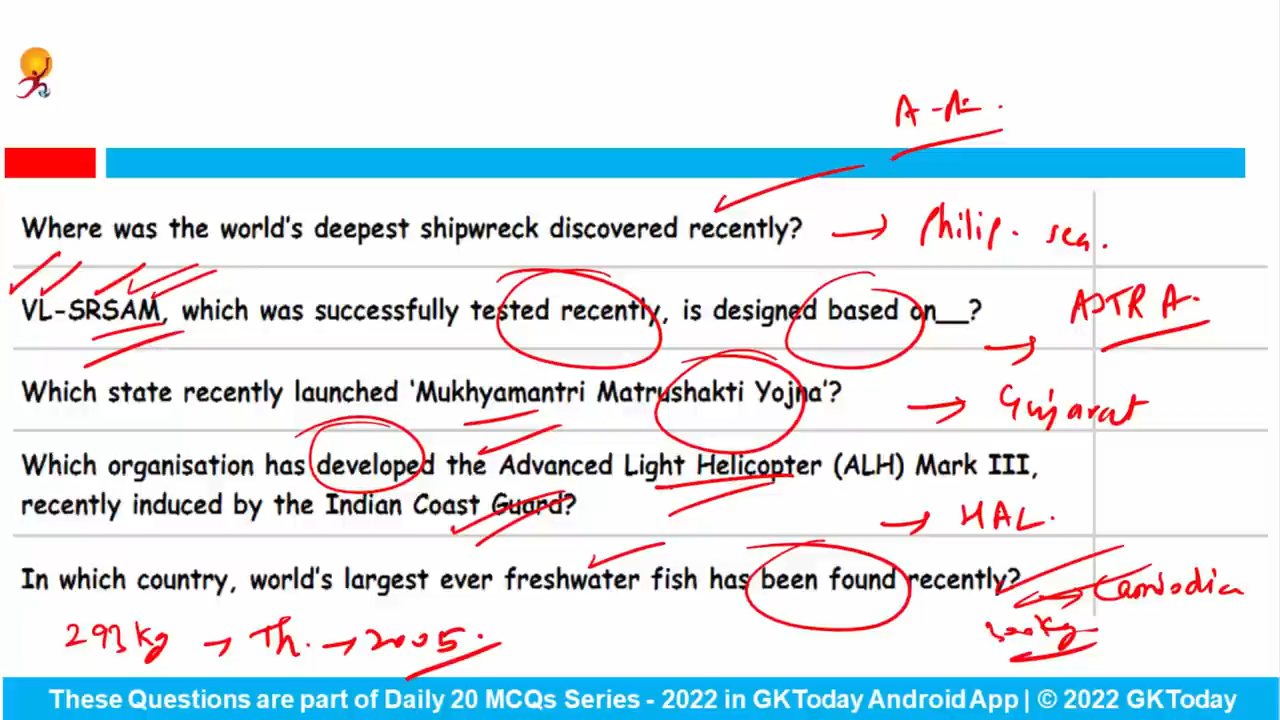 Where was the world's deepest shipwreck discovered recently? → Philip. sea.
VL-SRSAM, which was successfully tested recently, is designed based on__? → ASTRA.
Which state recently launched 'Mukhyamantri Matrushakti Yojna'? → Gujarat
Which organisation has developed the Advanced Light Helicopter (ALH) Mark III,
recently induced by the Indian Coast Guard? → HAL.
In which country, world's largest ever freshwater fish has been found recently? → Cambodia
293 kg → Th. → 2005. 300kg
These Questions are part of Daily 20 MCQs Series - 2022 in GKToday Android App | © 2022 GKToday